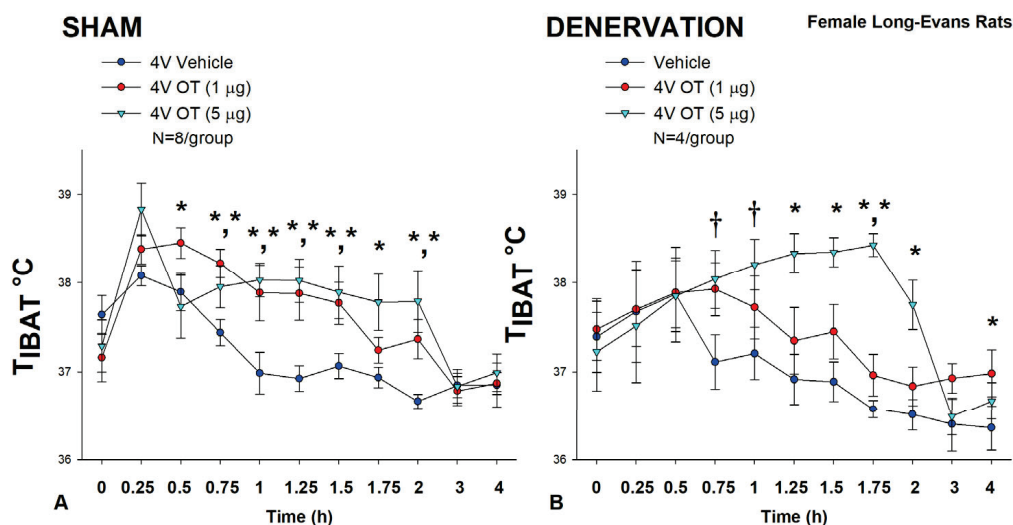 SHAM
4V Vehicle
4V OT (1 μg)
4V OT (5 μg)
N=8/group
39
38
37
36
TIBAT °C
* *,* *,* *,* *,* * *,*
0 0.25 0.5 0.75 1 1.25 1.5 1.75 2 3 4
A
Time (h)
DENERVATION
Female Long-Evans Rats
Vehicle
4V OT (1 μg)
4V OT (5 μg)
N=4/group
39
38
37
36
TIBAT °C
† † * * *,* * *
0 0.25 0.5 0.75 1 1.25 1.5 1.75 2 3 4
B
Time (h)